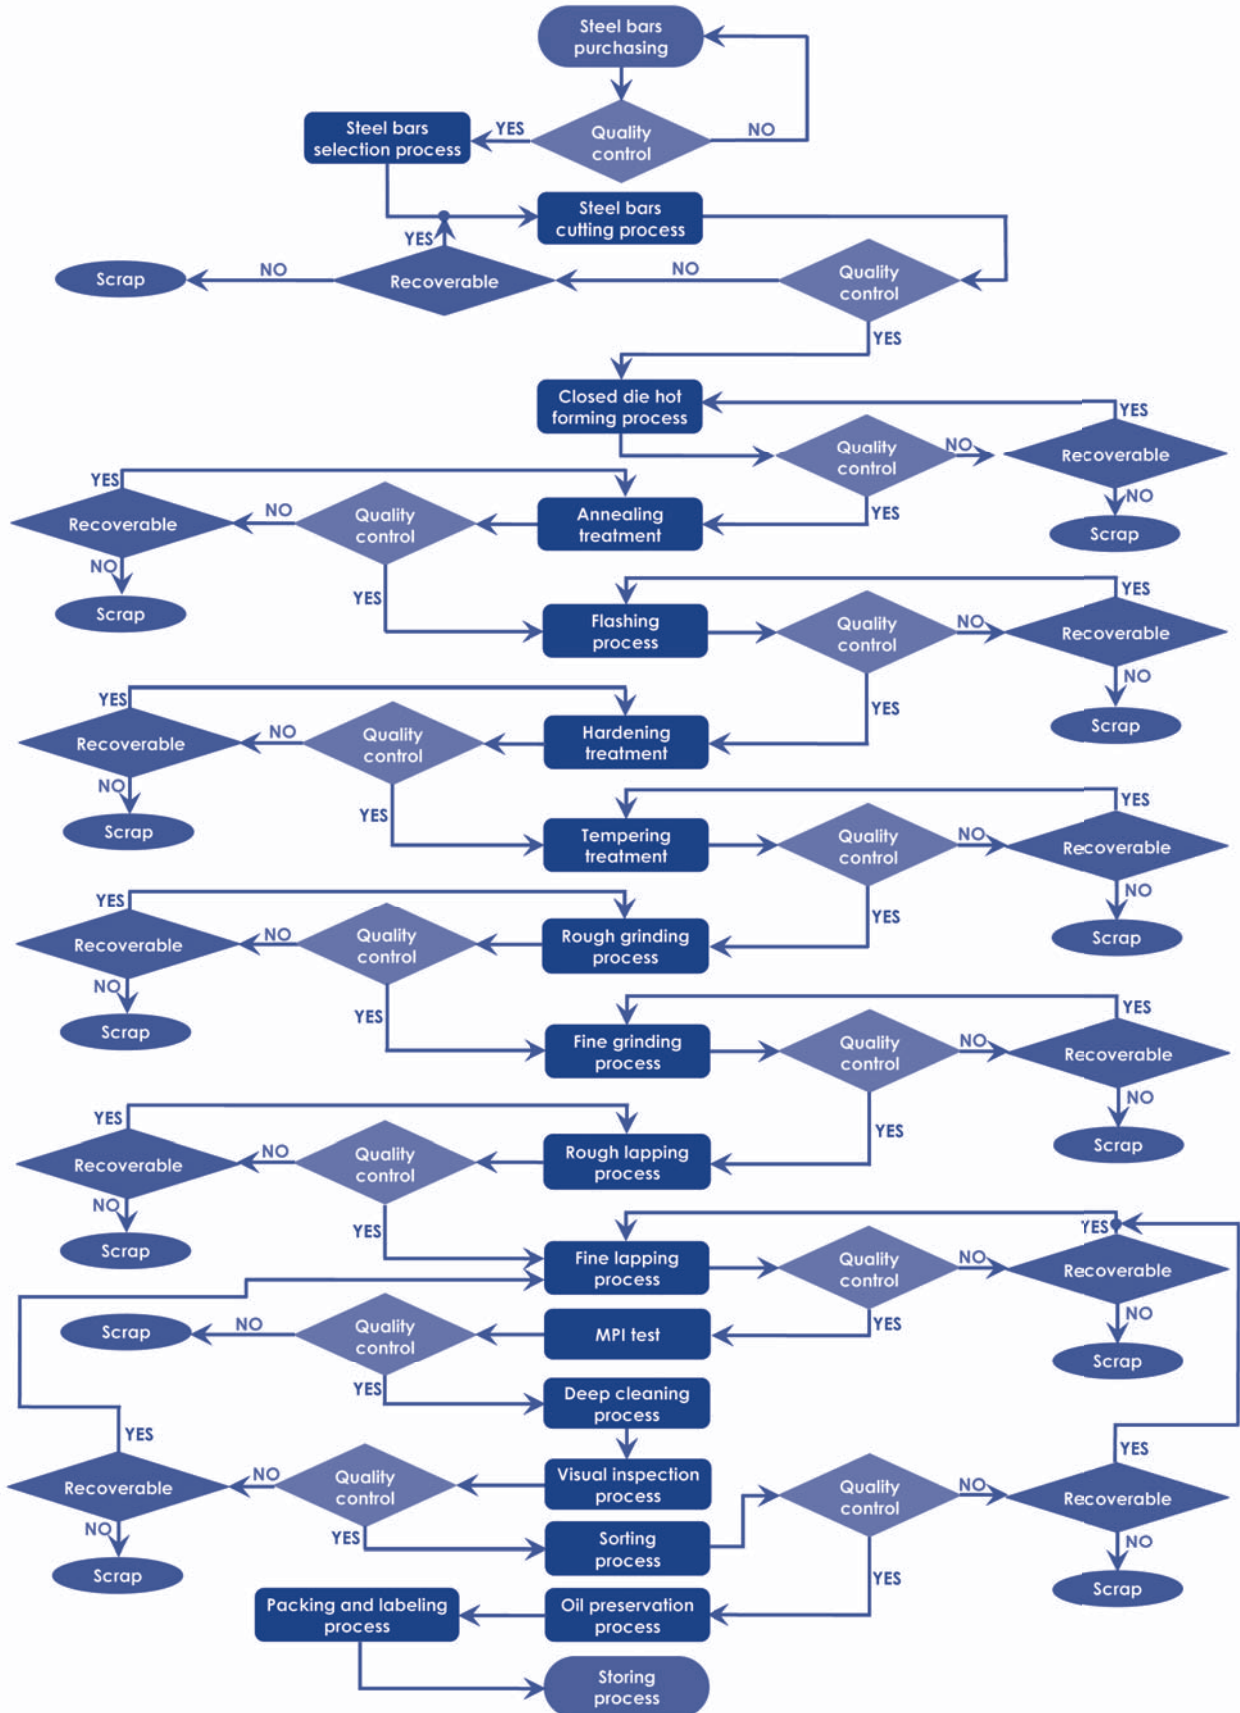 Steel bars
purchasing
Quality
control
YES
NO
Steel bars
selection process
Steel bars
cutting process
YES
Scrap
NO
Recoverable
NO
Quality
control
YES
Closed die hot
forming process
YES
Quality
control
NO
Recoverable
YES
NO
Scrap
YES
Recoverable
NO
Quality
control
Annealing
treatment
NO
Scrap
YES
YES
Flashing
process
Quality
control
NO
Recoverable
NO
YES
Scrap
YES
Recoverable
NO
Quality
control
Hardening
treatment
NO
Scrap
YES
YES
Tempering
treatment
Quality
control
NO
Recoverable
NO
YES
Scrap
YES
Recoverable
NO
Quality
control
Rough grinding
process
NO
Scrap
YES
YES
Fine grinding
process
Quality
control
NO
Recoverable
NO
YES
Scrap
YES
Recoverable
NO
Quality
control
Rough lapping
process
NO
Scrap
YES
YES
Fine lapping
process
Quality
control
NO
Recoverable
NO
YES
Scrap
Scrap
NO
Quality
control
MPI test
YES
Deep cleaning
process
YES
Recoverable
NO
Quality
control
Visual inspection
process
NO
Scrap
YES
Sorting
process
Quality
control
NO
YES
Recoverable
NO
YES
Scrap
Packing and labeling
process
Oil preservation
process
Storing
process